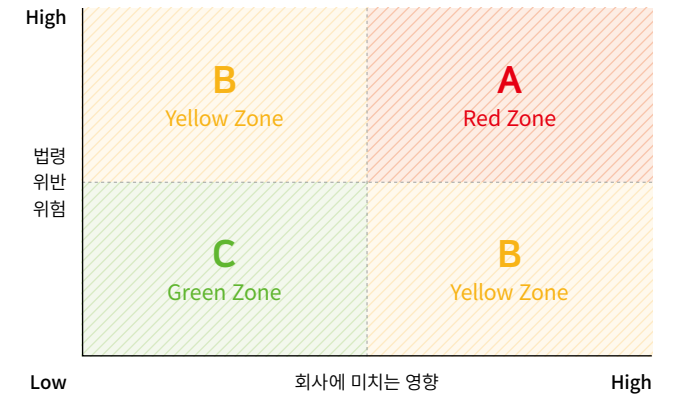 High
B
Yellow Zone
A
Red Zone
법령
위반
위험
C
Green Zone
B
Yellow Zone
Low
회사에 미치는 영향
High